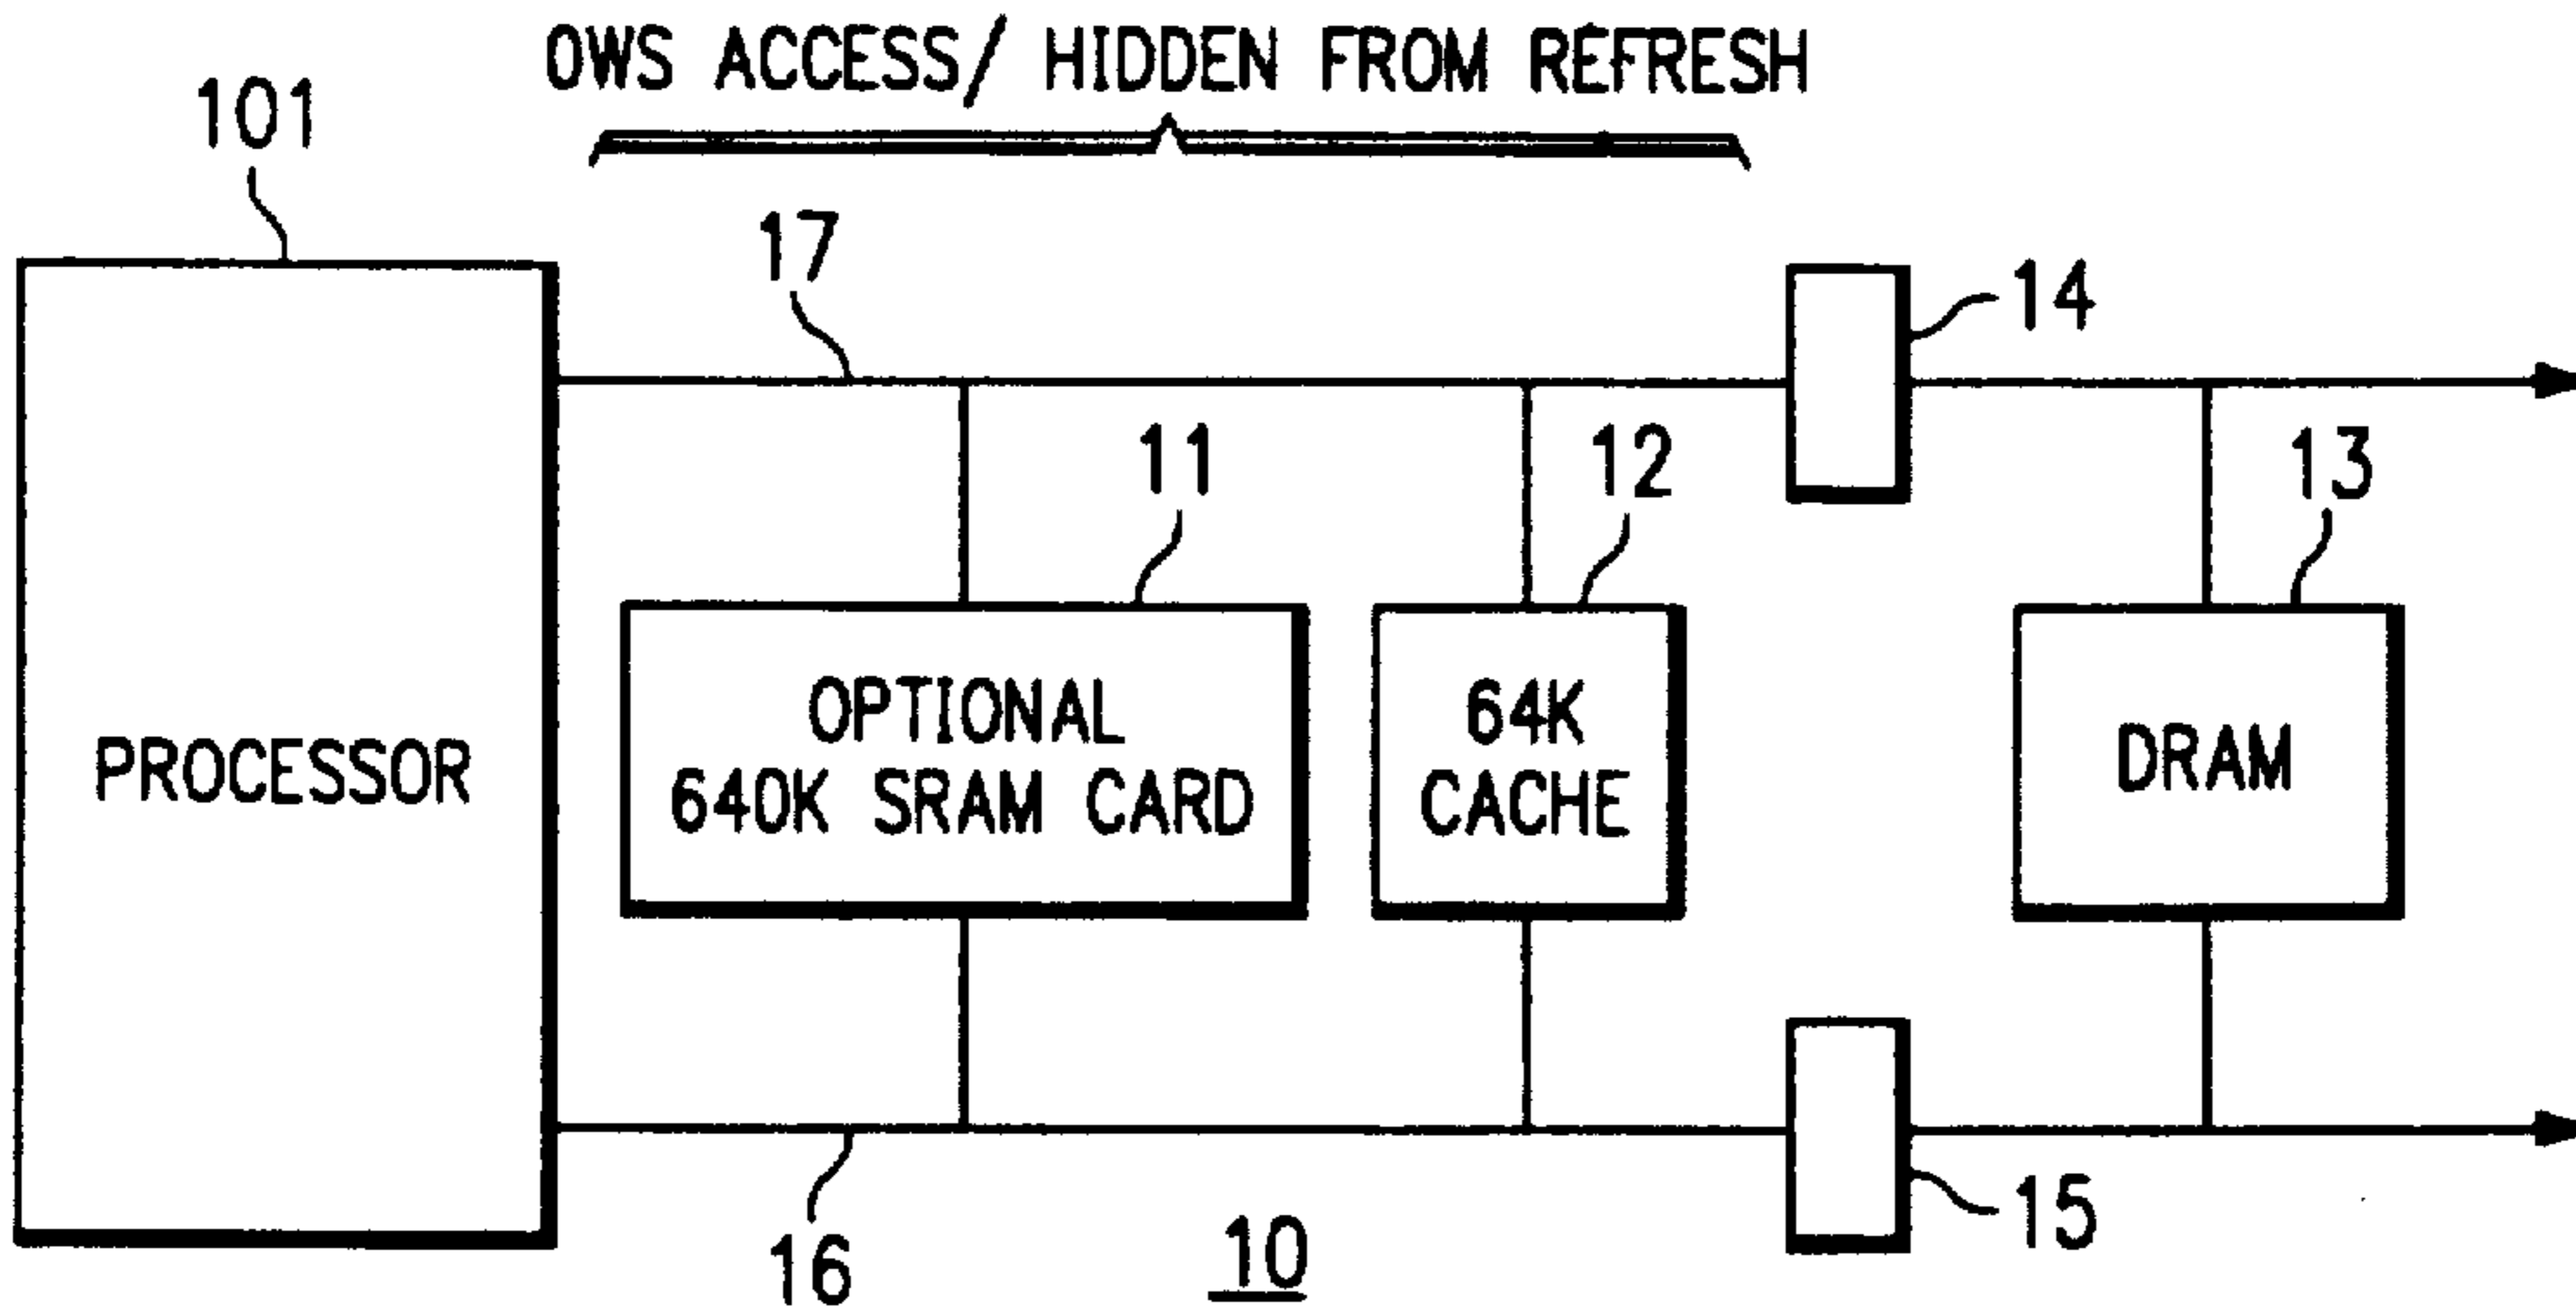 0WS ACCESS/ HIDDEN FROM REFRESH
101
17
14
11
12
13
PROCESSOR
OPTIONAL
640K SRAM CARD
64K
CACHE
DRAM
16
10
15